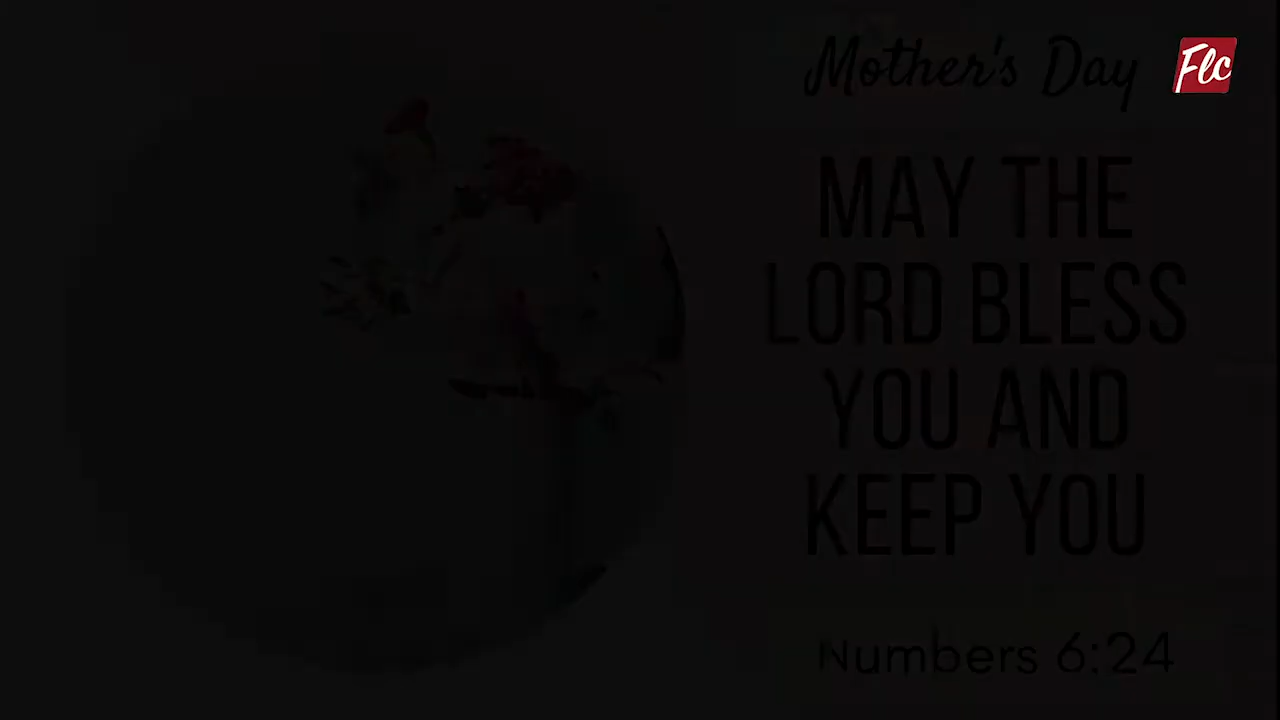 Mother's Day
Flc
MAY THE
LORD BLESS
YOU AND
KEEP YOU
Numbers 6:24